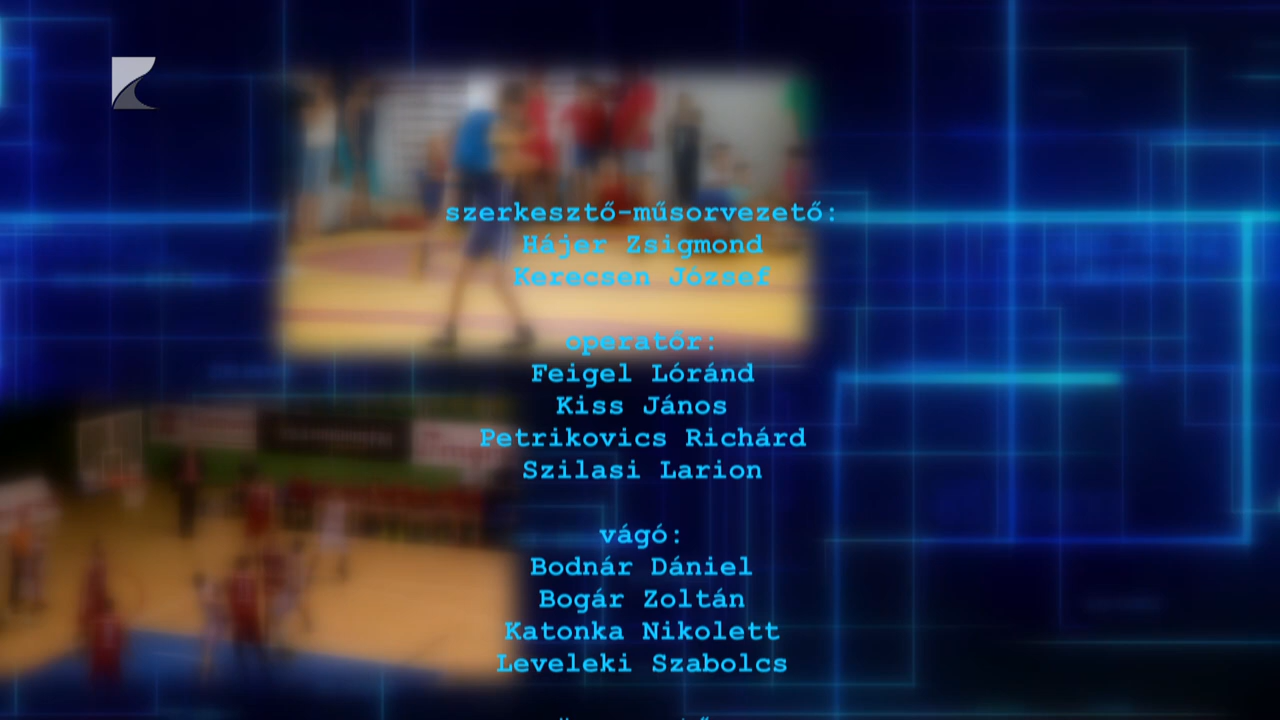 szerkesztő-műsorvezető:
Hájer Zsigmond
Kerecsen József
operatőr:
Feigel Lóránd
Kiss János
Petrikovics Richárd
Szilasi Larion
vágó:
Bodnár Dániel
Bogár Zoltán
Katonka Nikolett
Leveleki Szabolcs